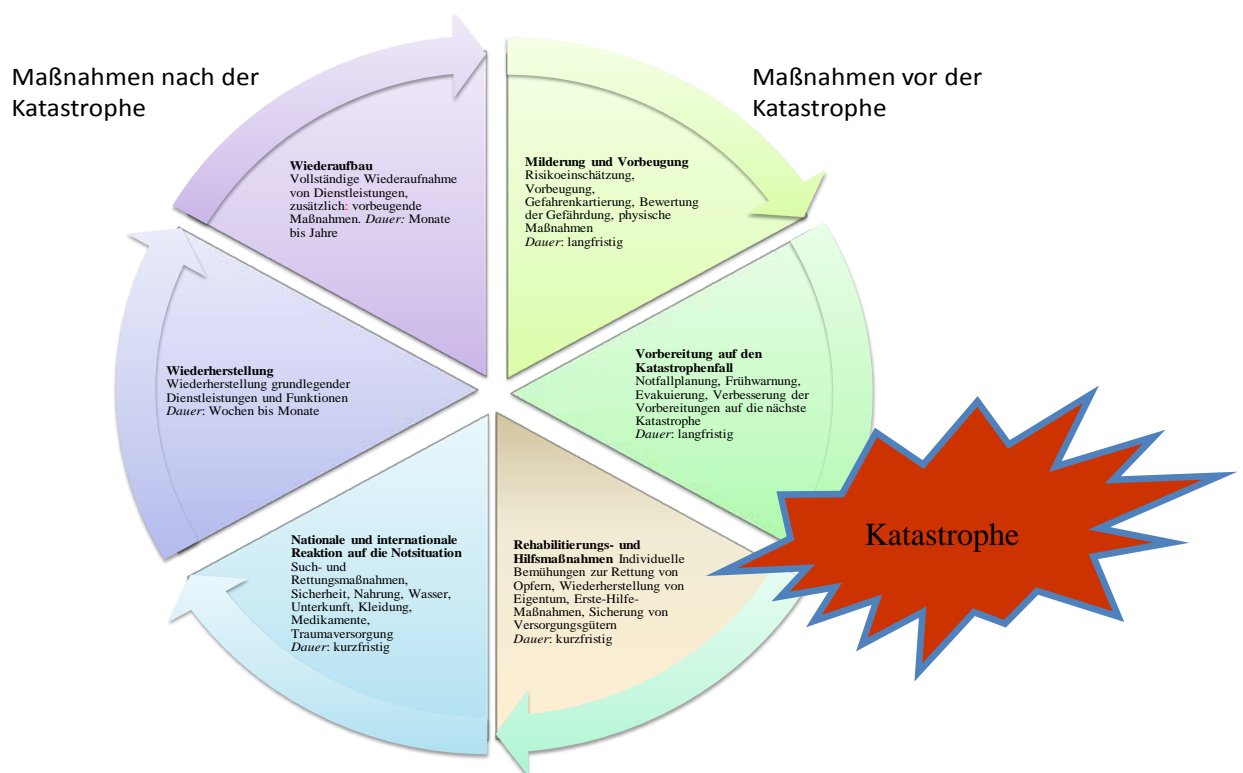 Maßnahmen nach der
Katastrophe
Maßnahmen vor der
Katastrophe
Wiederaufbau
Vollständige Wiederaufnahme
von Dienstleistungen,
zusätzlich: vorbeugende
Maßnahmen. Dauer: Monate
bis Jahre
Milderung und Vorbeugung
Risikoeinschätzung,
Vorbeugung,
Gefahrenkartierung, Bewertung
der Gefährdung, physische
Maßnahmen
Dauer: langfristig
Vorbereitung auf den
Katastrophenfall
Notfallplanung, Frühwarnung,
Evakuierung, Verbesserung der
Vorbereitungen auf die nächste
Katastrophe
Dauer: langfristig
Katastrophe
Rehabilitierungs- und
Hilfsmaßnahmen Individuelle
Bemühungen zur Rettung von
Opfern, Wiederherstellung von
Eigentum, Erste-Hilfe-
Maßnahmen, Sicherung von
Versorgungsgütern
Dauer: kurzfristig
Nationale und internationale
Reaktion auf die Notsituation
Such- und
Rettungsmaßnahmen,
Sicherheit, Nahrung, Wasser,
Unterkunft, Kleidung,
Medikamente,
Traumaversorgung
Dauer: kurzfristig
Wiederherstellung
Wiederherstellung grundlegender
Dienstleistungen und Funktionen
Dauer: Wochen bis Monate